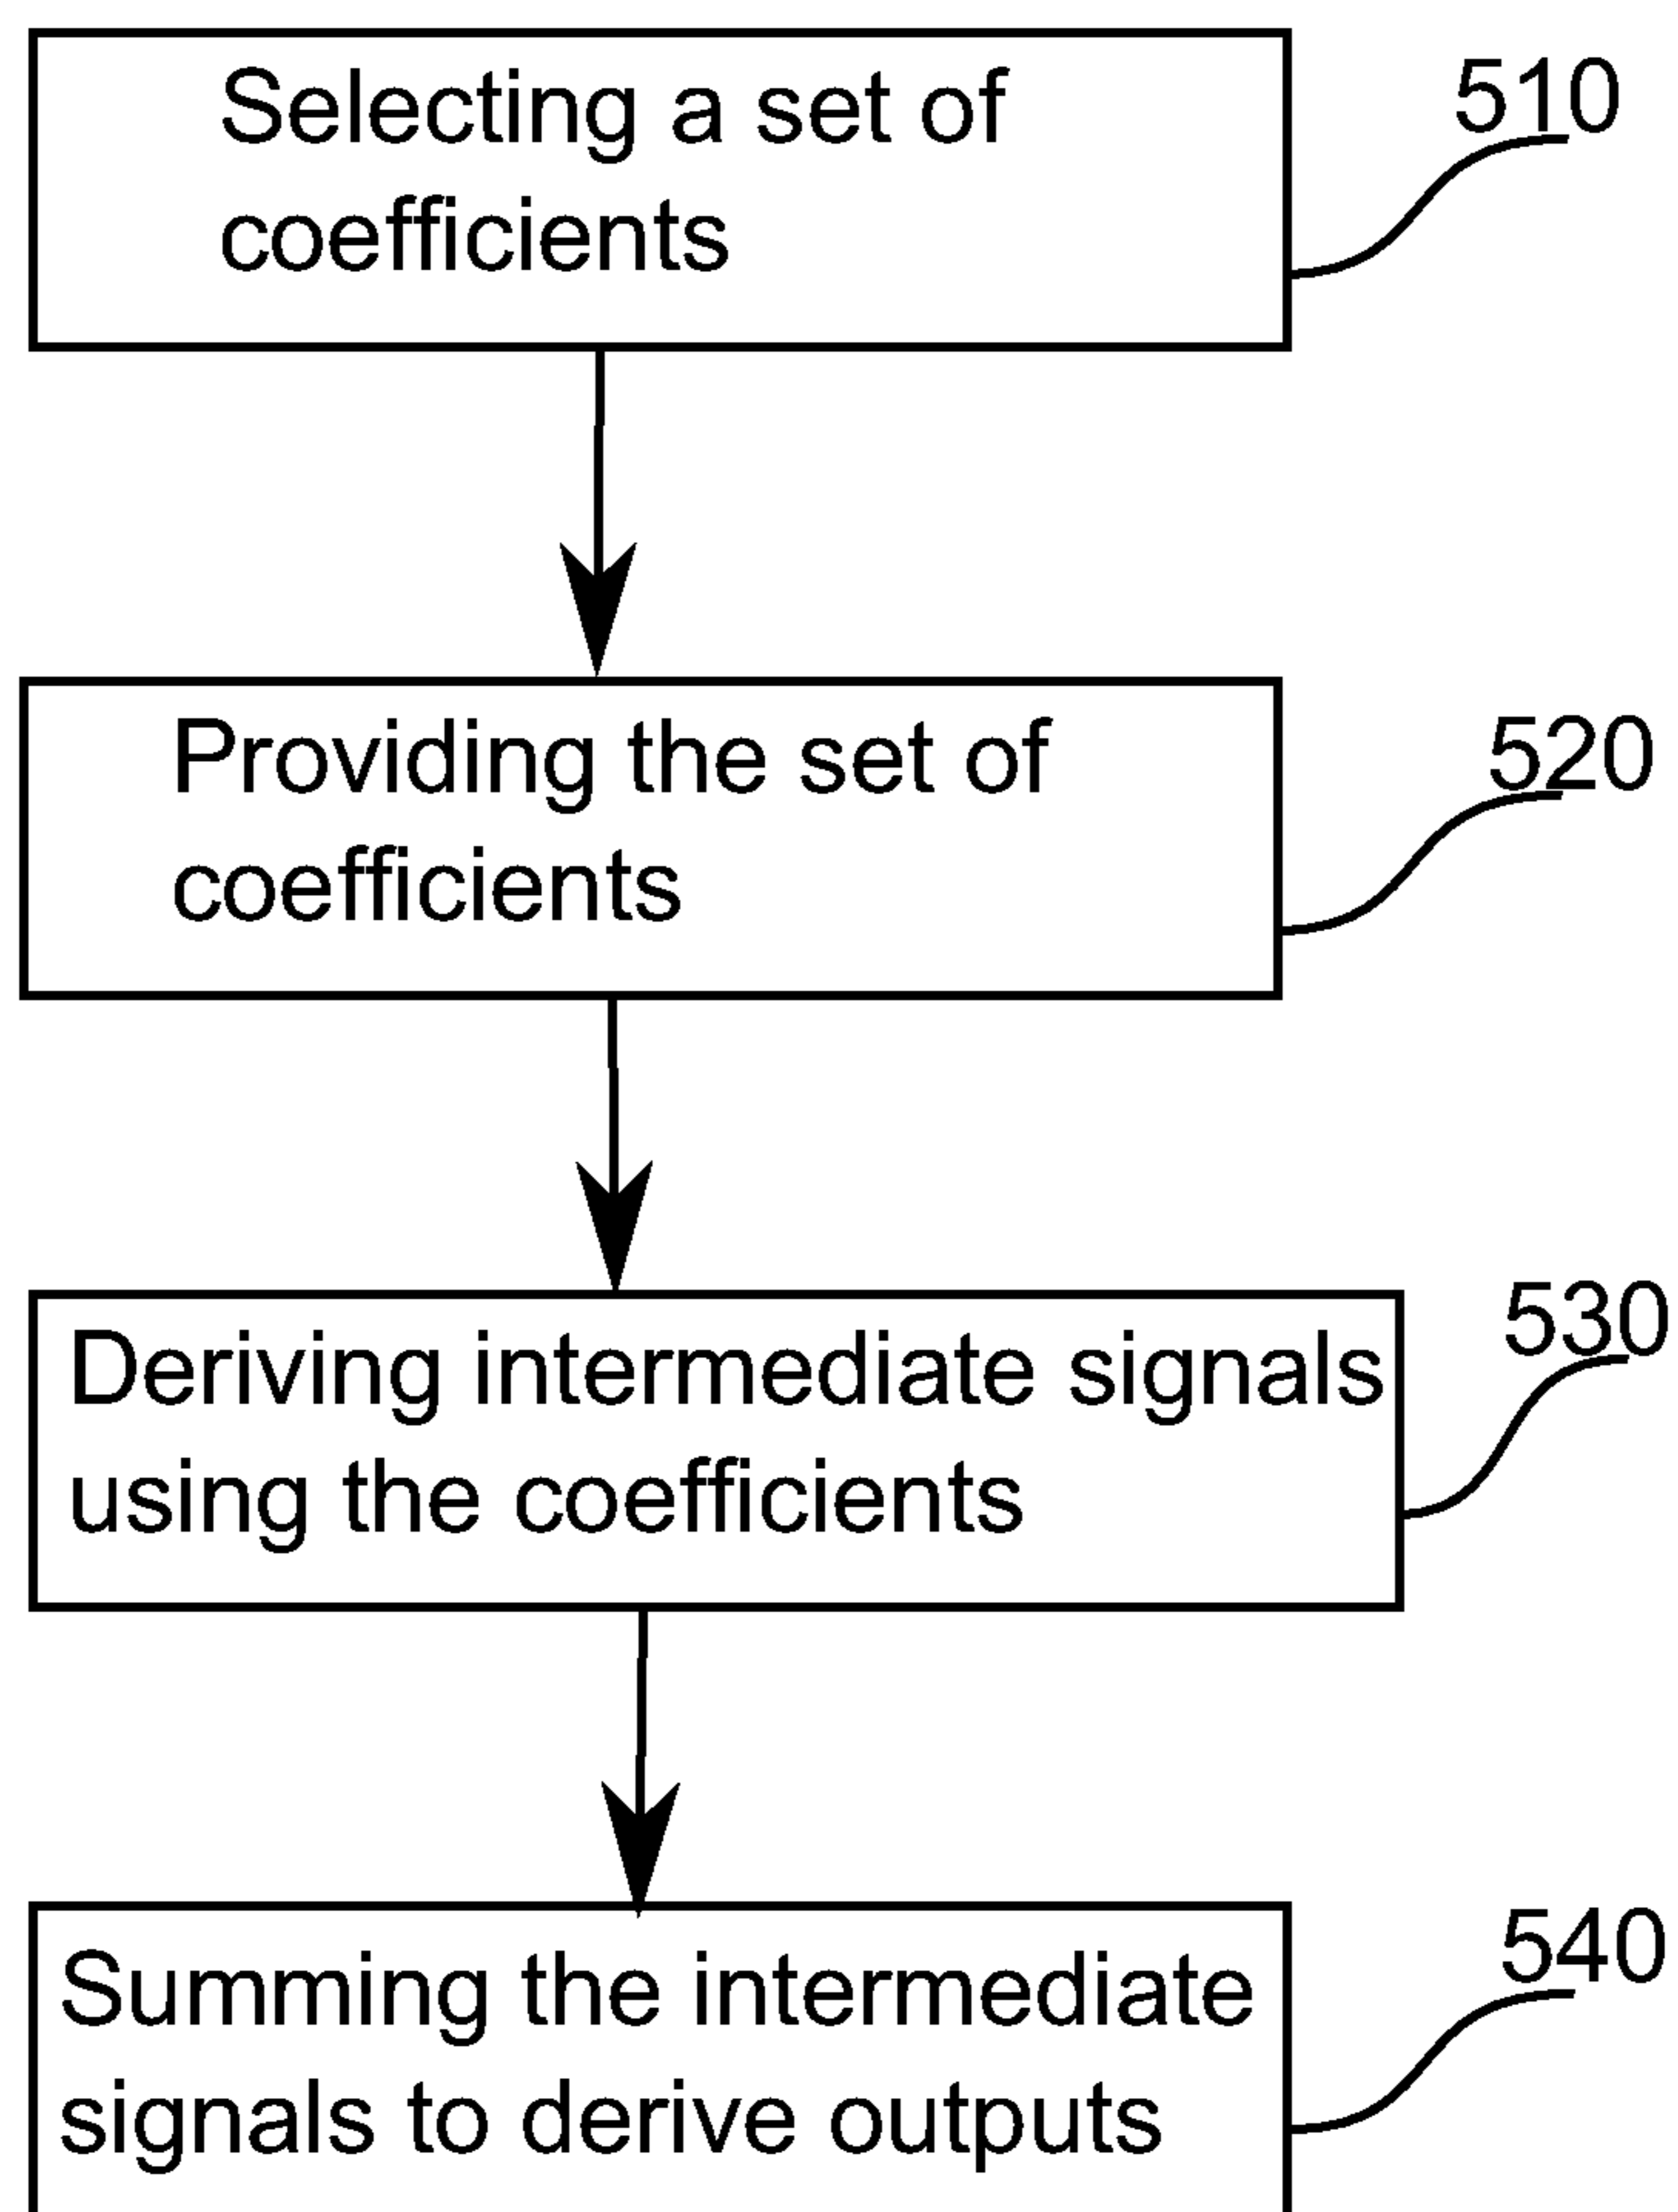 Selecting a set of
coefficients
510
Providing the set of
coefficients
520
Deriving intermediate signals
using the coefficients
530
Summing the intermediate
signals to derive outputs
540